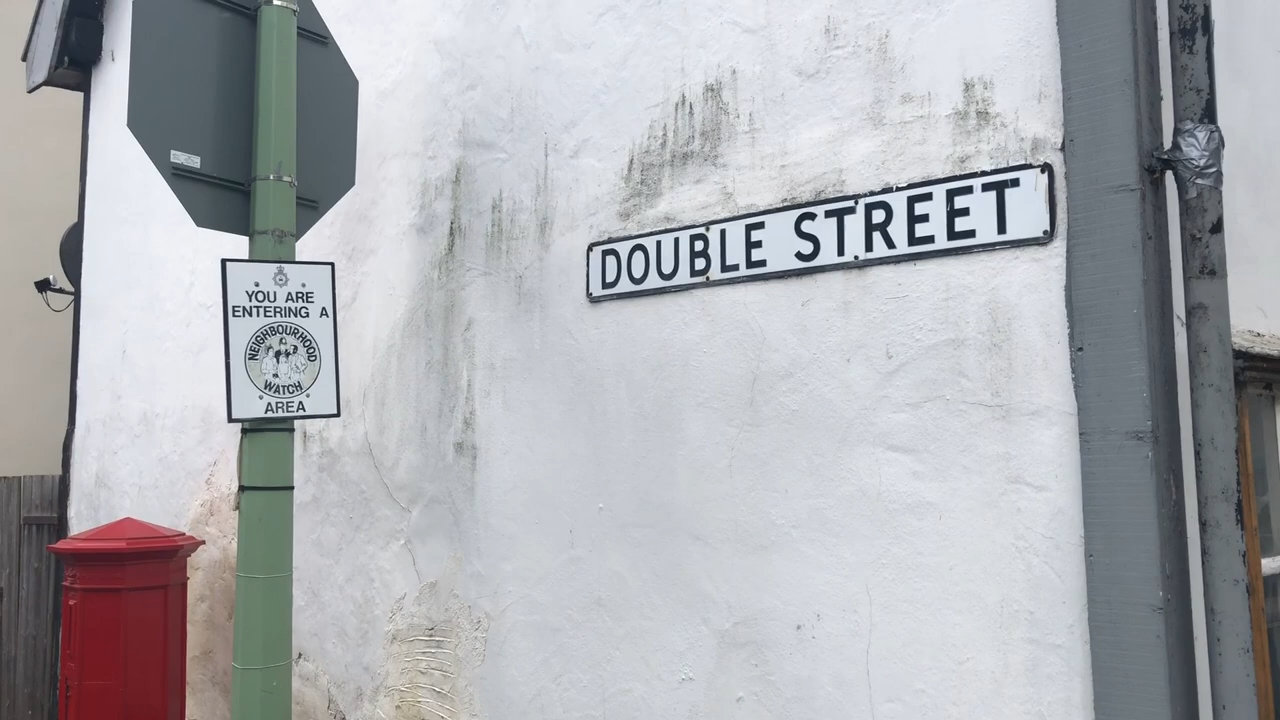 YOU ARE
ENTERING A
NEIGHBOURHOOD
WATCH
AREA
DOUBLE STREET